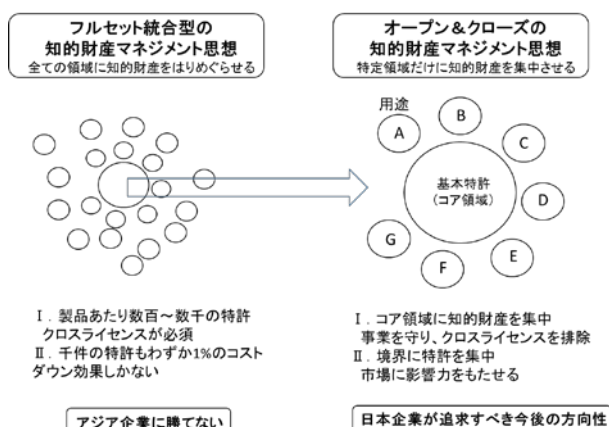 フルセット統合型の
知的財産マネジメント思想
全ての領域に知的財産をはりめぐらせる
オープン＆クローズの
知的財産マネジメント思想
特定領域だけに知的財産を集中させる
用途
A
B
C
D
E
F
G
基本特許
(コア領域)
Ⅰ．製品あたり数百～数千の特許
クロスライセンスが必須
Ⅱ．千件の特許もわずか1%のコスト
ダウン効果しかない
アジア企業に勝てない
Ⅰ．コア領域に知的財産を集中
事業を守り、クロスライセンスを排除
Ⅱ．境界に特許を集中
市場に影響力をもたせる
日本企業が追求すべき今後の方向性